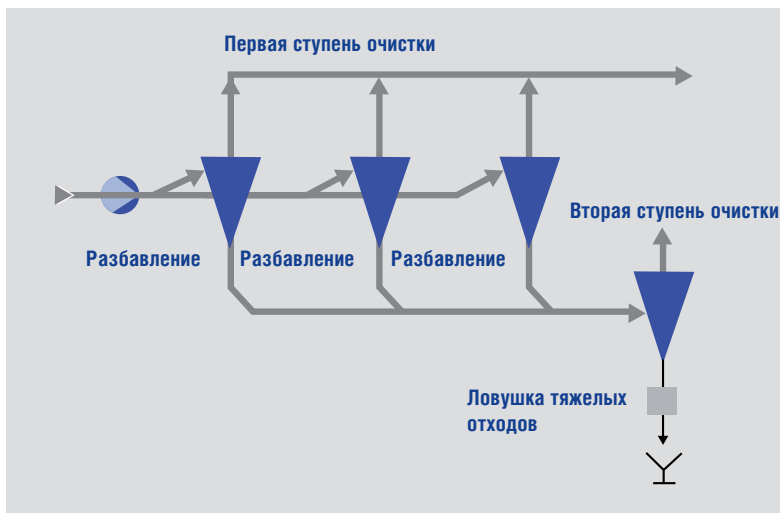 Первая ступень очистки
Вторая ступень очистки
Разбавление Разбавление Разбавление
Ловушка тяжелых
отходов